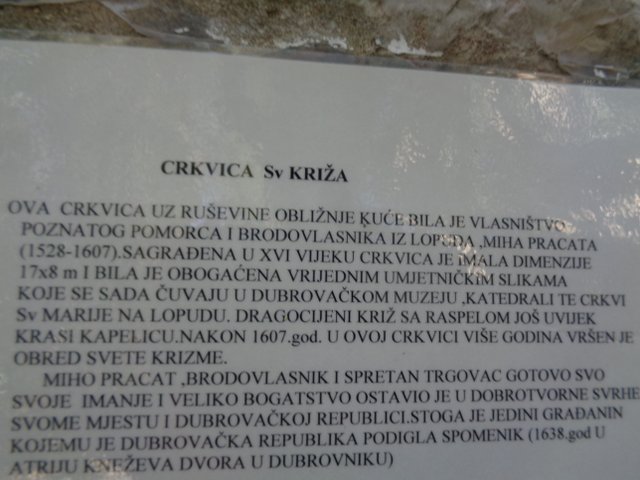 CRKVICA Sv KRIŽA
OVA CRKVICA UZ RUŠEVINE OBLIŽNJE KUĆE BILA JE VLASNIŠTVO
POZNATOG POMORCA I BRODOVLASNIKA IZ LOPUDA ,MIHA PRACATA
(1528-1607).SAGRAĐENA U XVI VIJEKU CRKVICA JE IMALA DIMENZIJE
17x8 m I BILA JE OBOGAĆENA VRIJEDNIM UMJETNIČKIM SLIKAMA
KOJE SE SADA ČUVAJU U DUBROVAČKOM MUZEJU ,KATEDRALI TE CRKVI
Sv MARIJE NA LOPUDU. DRAGOCIJENI KRIŽ SA RASPELOM JOŠ UVIJEK
KRASI KAPELICU.NAKON 1607.god. U OVOJ CRKVICI VIŠE GODINA VRŠEN JE
OBRED SVETE KRIZME.
MIHO PRACAT ,BRODOVLASNIK I SPRETAN TRGOVAC GOTOVO SVO
SVOJE IMANJE I VELIKO BOGATSTVO OSTAVIO JE U DOBROTVORNE SVRHE
SVOME MJESTU I DUBROVAČKOJ REPUBLICI.STOGA JE JEDINI GRAĐANIN
KOJEMU JE DUBROVAČKA REPUBLIKA PODIGLA SPOMENIK (1638.god U
ATRIJU KNEŽEVA DVORA U DUBROVNIKU)